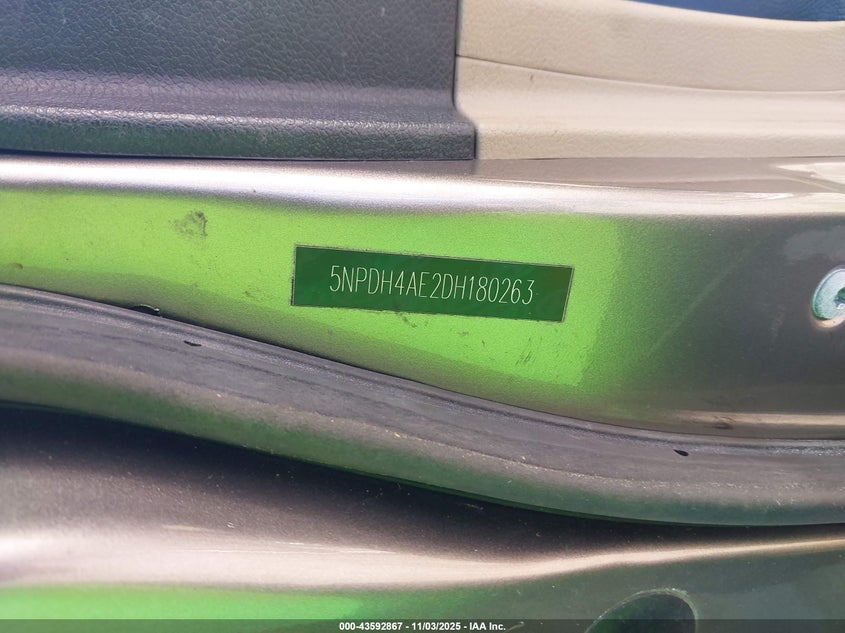 5NPDH4AE2DH180263
000-43592867 - 11/03/2025 - IAA Inc.